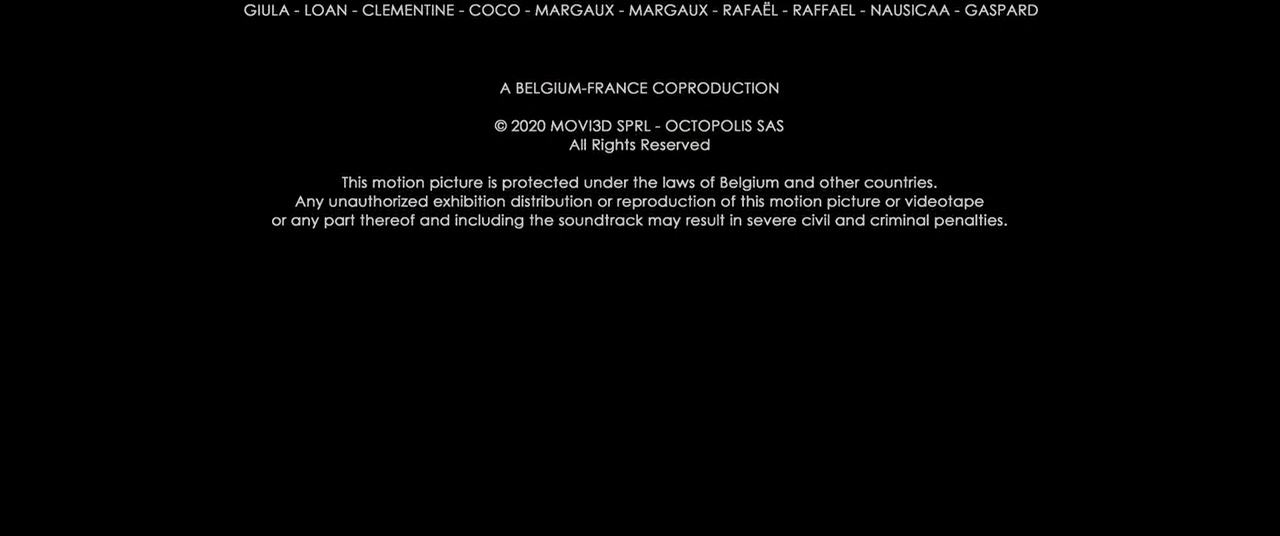 GIULA - LOAN - CLEMENTINE - COCO - MARGAUX - MARGAUX - RAFAËL - RAFFAEL - NAUSICAA - GASPARD
A BELGIUM-FRANCE COPRODUCTION
© 2020 MOVI3D SPRL - OCTOPOLIS SAS
All Rights Reserved
This motion picture is protected under the laws of Belgium and other countries.
Any unauthorized exhibition distribution or reproduction of this motion picture or videotape
or any part thereof and including the soundtrack may result in severe civil and criminal penalties.